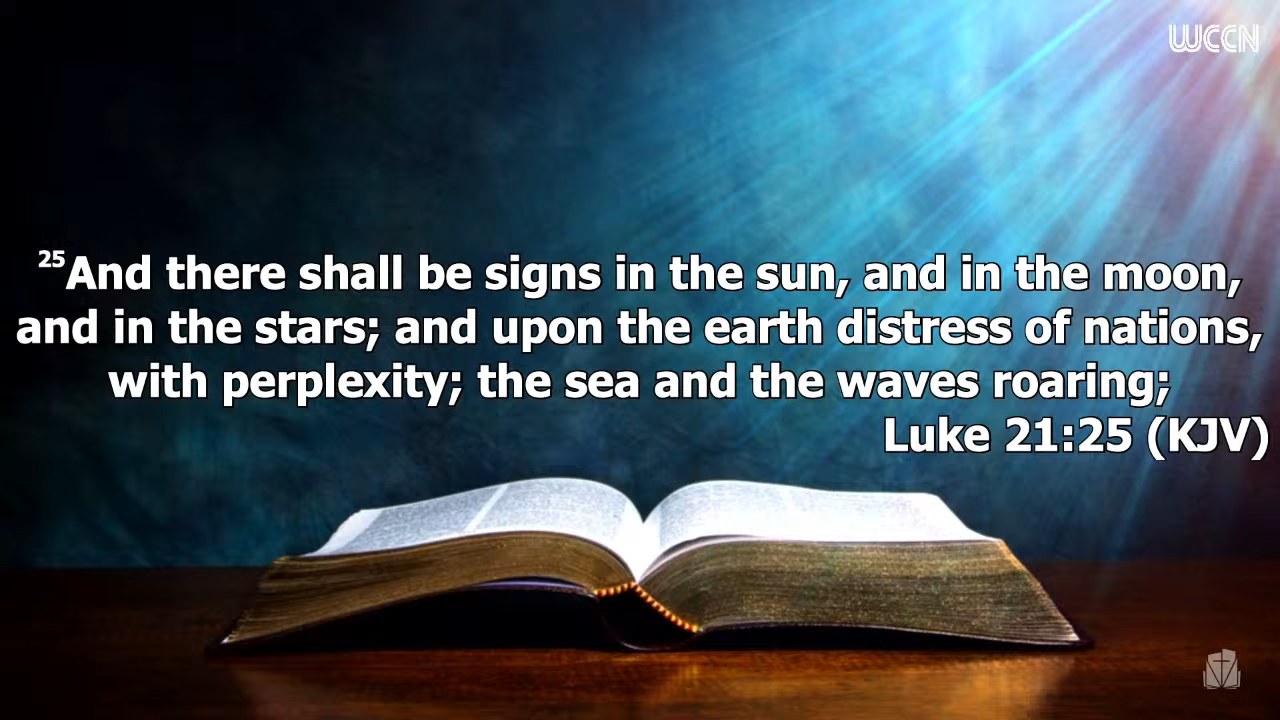 WCCN
25And there shall be signs in the sun, and in the moon,
and in the stars; and upon the earth distress of nations,
with perplexity; the sea and the waves roaring;
Luke 21:25 (KJV)